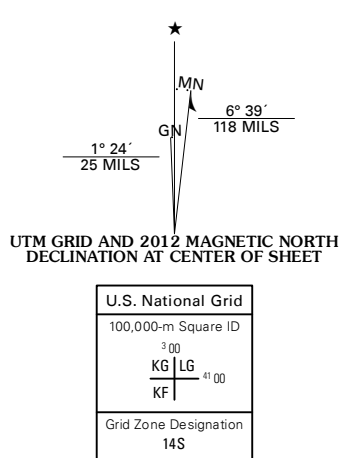 ★
MN
GN
6° 39´
118 MILS
1° 24´
25 MILS
UTM GRID AND 2012 MAGNETIC NORTH
DECLINATION AT CENTER OF SHEET
U.S. National Grid
100,000-m Square ID
3 00
KG LG
41 00
KF
Grid Zone Designation
14S